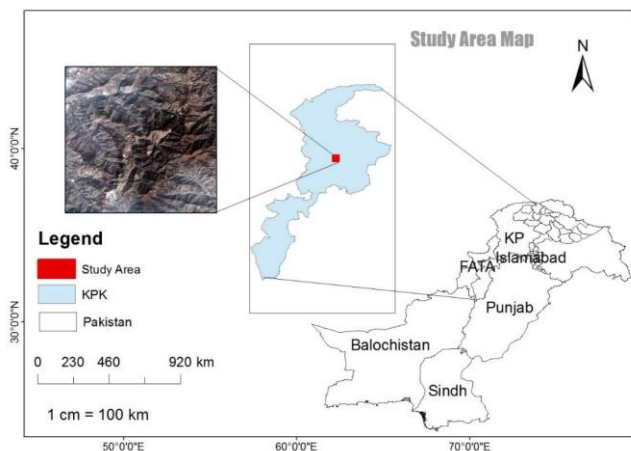 Study Area Map
N
40°0'0"N
30°0'0"N
KP
Islamabad
FATA
Punjab
Balochistan
Sindh
Legend
Study Area
KPK
Pakistan
0 230 460 920 km
1 cm = 100 km
50°0'0"E 60°0'0"E 70°0'0"E